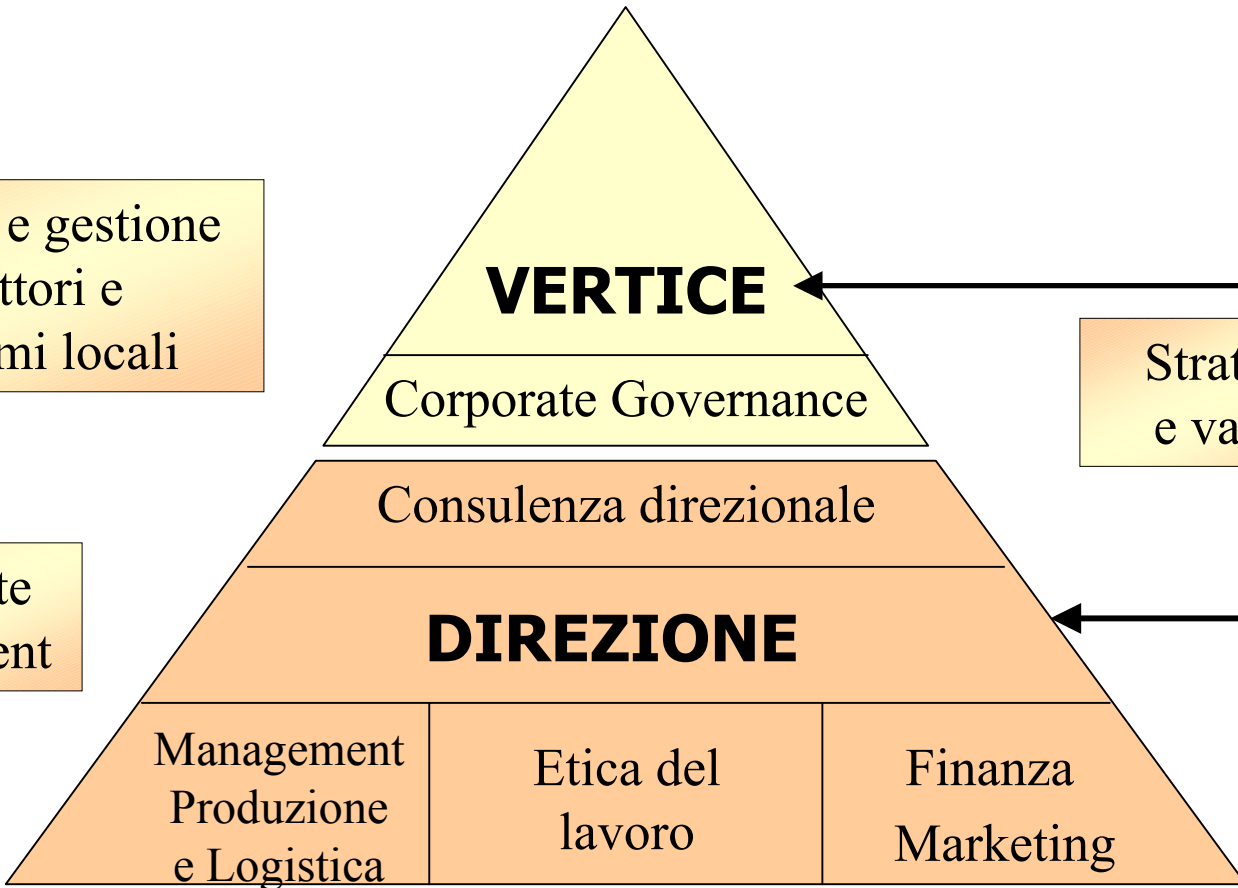 e gestione
ttori e
mi locali
VERTICE
Strat
e va
Corporate Governance
Consulenza direzionale
te
ent
DIREZIONE
Management
Produzione
e Logistica
Etica del
lavoro
Finanza
Marketing